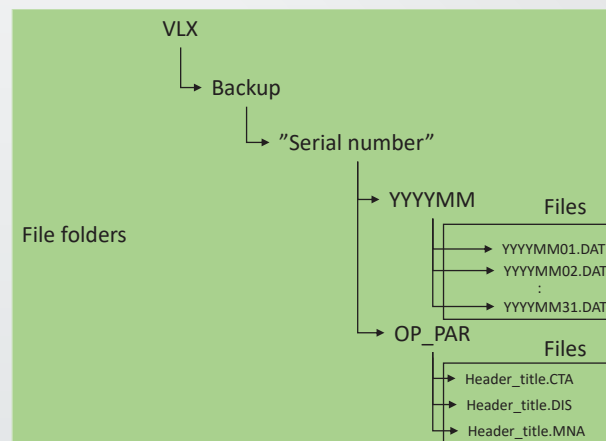 VLX
Backup
”Serial number”
YYYYMM
Files
File folders
YYYYMM01.DAT
YYYYMM02.DAT
:
YYYYMM31.DAT
OP_PAR
Files
Header_title.CTA
Header_title.DIS
Header_title.MNA